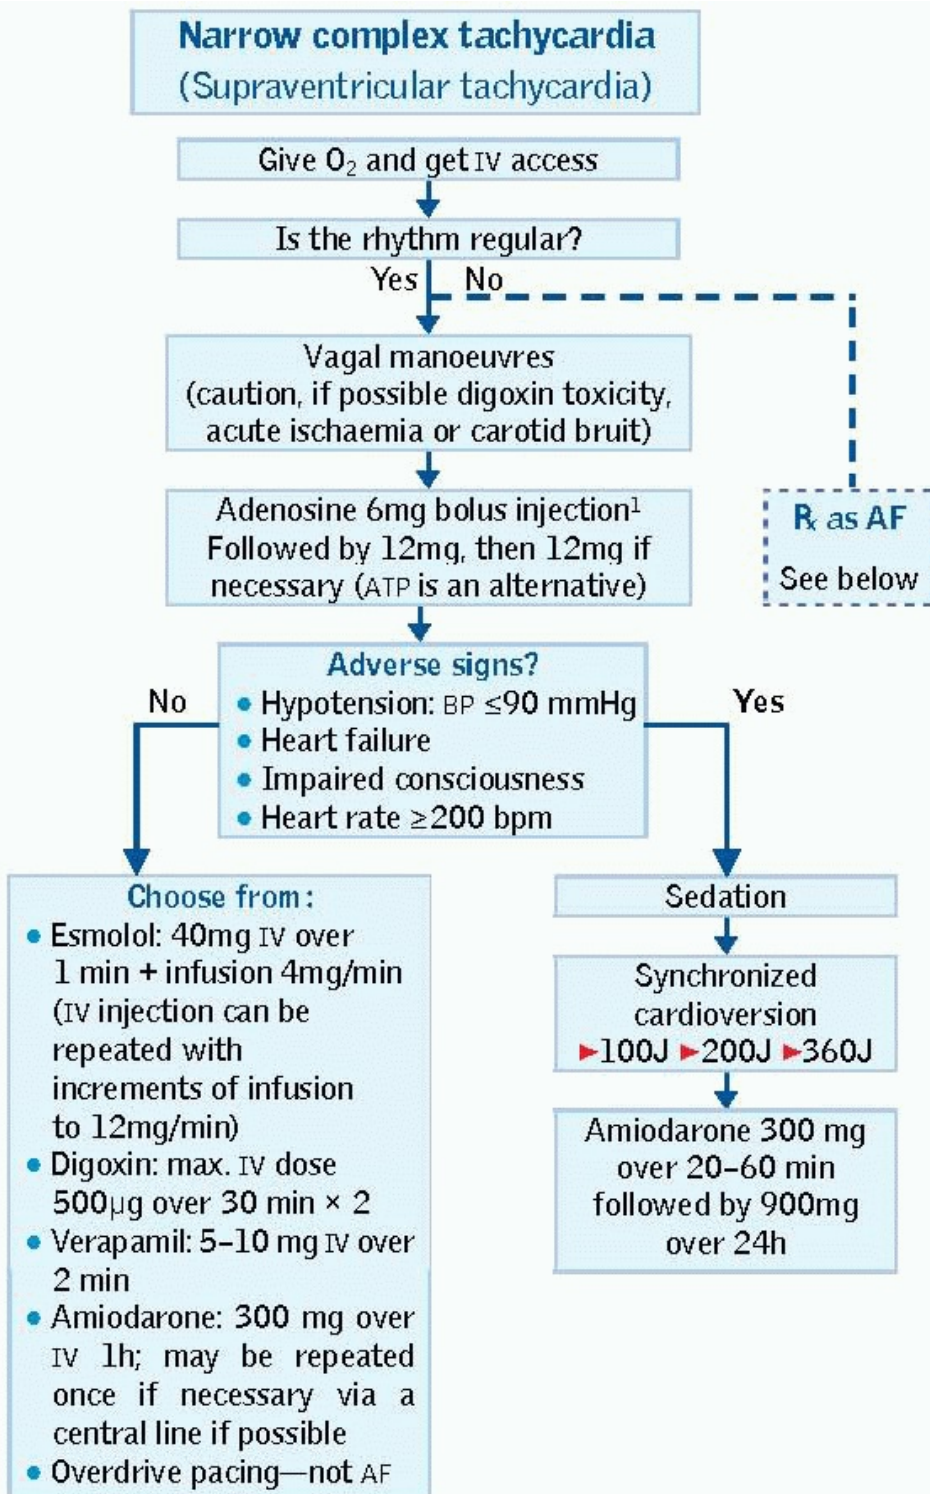 Narrow complex tachycardia
(Supraventricular tachycardia)
Give O₂ and get IV access
Is the rhythm regular?
Yes No
Vagal manoeuvres
(caution, if possible digoxin toxicity,
acute ischaemia or carotid bruit)
Adenosine 6mg bolus injection¹
Followed by 12mg, then 12mg if
necessary (ATP is an alternative)
℞ as AF
See below
Adverse signs?
• Hypotension: BP ≤90 mmHg
• Heart failure
• Impaired consciousness
• Heart rate ≥200 bpm
No
Yes
Choose from:
• Esmolol: 40mg IV over
1 min + infusion 4mg/min
(IV injection can be
repeated with
increments of infusion
to 12mg/min)
• Digoxin: max. IV dose
500µg over 30 min × 2
• Verapamil: 5–10 mg IV over
2 min
• Amiodarone: 300 mg over
IV 1h; may be repeated
once if necessary via a
central line if possible
• Overdrive pacing—not AF
Sedation
Synchronized
cardioversion
►100J ►200J ►360J
Amiodarone 300 mg
over 20–60 min
followed by 900mg
over 24h